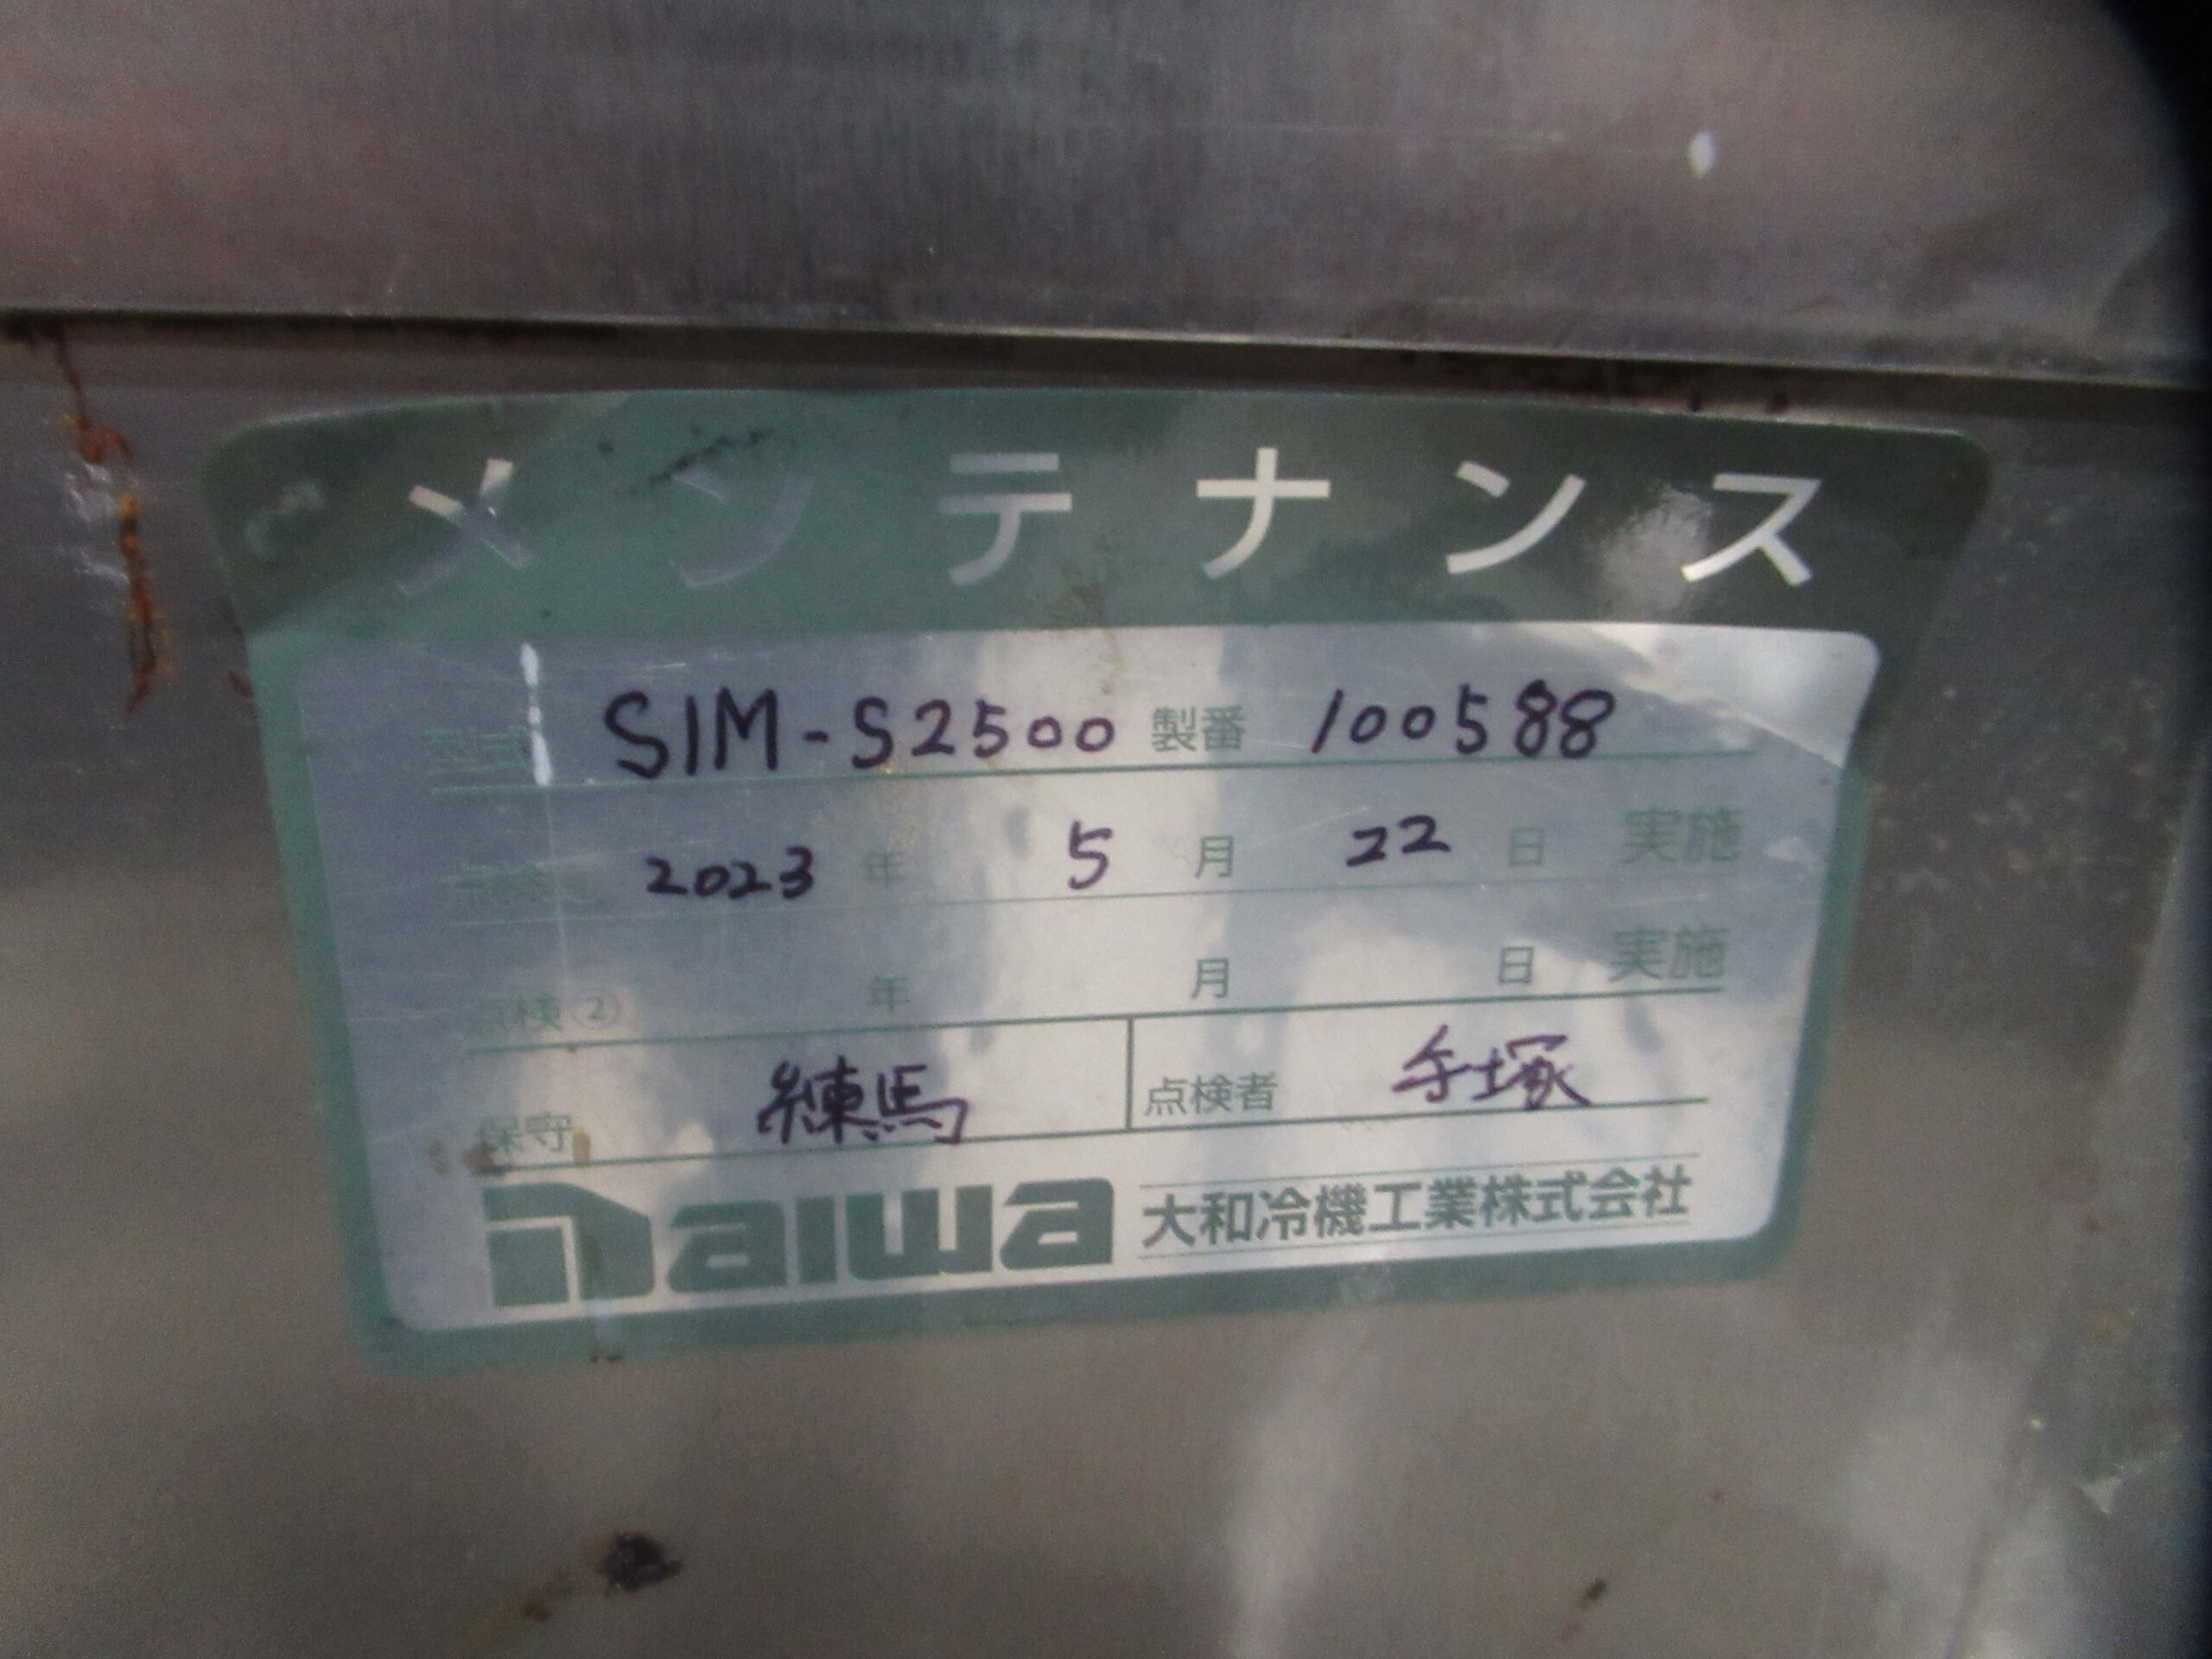 メンテナンス
型式 SIM-S2500 製番 100588
点検① 2023 年 5 月 22 日 実施
点検② 年 月 日 実施
保守 練馬 点検者 手塚
Daiwa 大和冷機工業株式会社